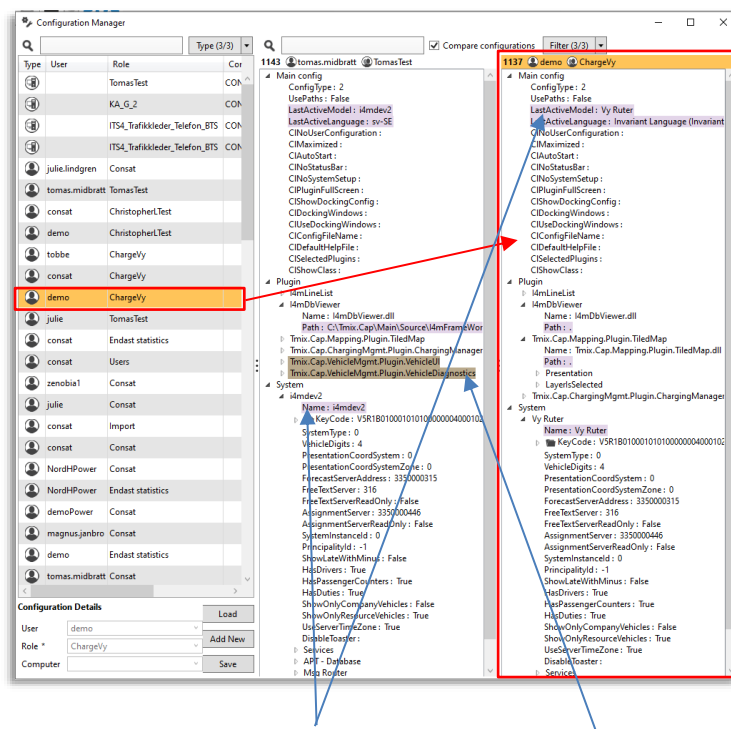 Configuration Manager
Type (3/3)
Type User Role Cor
TomasTest CON
KA_G_2 CON
ITS4_Trafikkleder_Telefon_BTS CON
ITS4_Trafikkleder_Telefon_BTS CON
julie.lindgren Consat
tomas.midbratt TomasTest
consat ChristopherLTest
demo ChristopherLTest
tobbe ChargeVy
consat ChargeVy
demo ChargeVy
julie TomasTest
consat Endast statistics
consat Users
zenobia1 Consat
julie Consat
consat Import
consat Consat
NordHPower Consat
NordHPower Endast statistics
demoPower Consat
magnus.janbro Consat
demo Endast statistics
tomas.midbratt Consat
Configuration Details
Load
User demo
Add New
Role * ChargeVy
Computer
Save
Compare configurations Filter (3/3)
1143 tomas.midbratt TomasTest
Main config
ConfigType : 2
UsePaths : False
LastActiveModel : i4mdev2
LastActiveLanguage : sv-SE
CINoUserConfiguration :
CIMaximized :
CIAutoStart :
CINoStatusBar :
CINoSystemSetup :
CIPluginFullScreen :
CIShowDockingConfig :
CIDockingWindows :
CIUseDockingWindows :
CIConfigFileName :
CIDefaultHelpFile :
CISelectedPlugins :
CIShowClass :
Plugin
I4mLineList
I4mDbViewer
Name : I4mDbViewer.dll
Path : C:\Tmix.Cap\Main\Source\I4mFrameWor
Tmix.Cap.Mapping.Plugin.TiledMap
Tmix.Cap.ChargingMgmt.Plugin.ChargingManager
Tmix.Cap.VehicleMgmt.Plugin.VehicleUI
Tmix.Cap.VehicleMgmt.Plugin.VehicleDiagnostics
System
i4mdev2
Name : i4mdev2
KeyCode : V5R1B010001010100000004000102
SystemType : 0
VehicleDigits : 4
PresentationCoordSystem : 0
PresentationCoordSystemZone : 0
ForecastServerAddress : 3350000315
FreeTextServer : 316
FreeTextServerReadOnly : False
AssignmentServer : 3350000446
AssignmentServerReadOnly : False
SystemInstanceId : 0
PrincipalityId : -1
ShowLateWithMinus : False
HasDrivers : True
HasPassengerCounters : True
HasDuties : True
ShowOnlyCompanyVehicles : False
ShowOnlyResourceVehicles : True
UseServerTimeZone : True
DisableToaster :
Services
APT - Database
Msg Router
1137 demo ChargeVy
Main config
ConfigType : 2
UsePaths : False
LastActiveModel : Vy Ruter
LastActiveLanguage : Invariant Language (Invariant
CINoUserConfiguration :
CIMaximized :
CIAutoStart :
CINoStatusBar :
CINoSystemSetup :
CIPluginFullScreen :
CIShowDockingConfig :
CIDockingWindows :
CIUseDockingWindows :
CIConfigFileName :
CIDefaultHelpFile :
CISelectedPlugins :
CIShowClass :
Plugin
I4mLineList
I4mDbViewer
Name : I4mDbViewer.dll
Path : .
Tmix.Cap.Mapping.Plugin.TiledMap
Name : Tmix.Cap.Mapping.Plugin.TiledMap.dll
Path : .
Presentation
LayerIsSelected
Tmix.Cap.ChargingMgmt.Plugin.ChargingManager
System
Vy Ruter
Name : Vy Ruter
KeyCode : V5R1B010001010100000004000102
SystemType : 0
VehicleDigits : 4
PresentationCoordSystem : 0
PresentationCoordSystemZone : 0
ForecastServerAddress : 3350000315
FreeTextServer : 316
FreeTextServerReadOnly : False
AssignmentServer : 3350000446
AssignmentServerReadOnly : False
SystemInstanceId : 0
PrincipalityId : -1
ShowLateWithMinus : False
HasDrivers : True
HasPassengerCounters : True
HasDuties : True
ShowOnlyCompanyVehicles : False
ShowOnlyResourceVehicles : True
UseServerTimeZone : True
DisableToaster :
Services